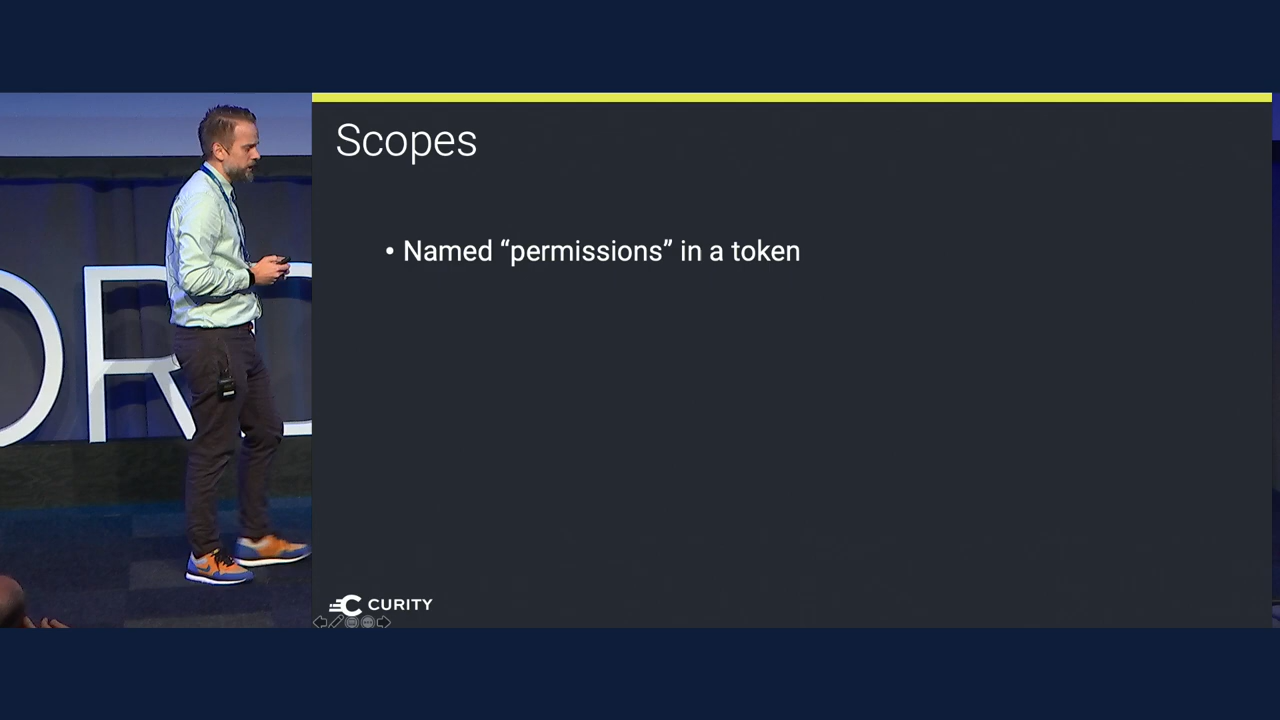 Scopes
• Named “permissions” in a token
CURITY